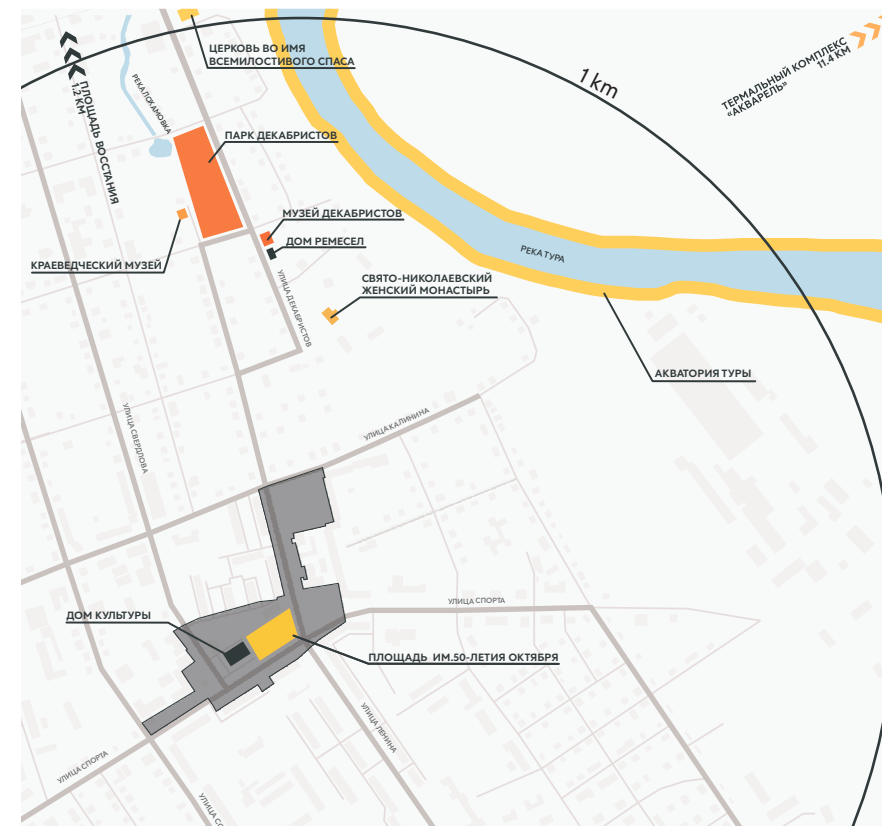 ЦЕРКОВЬ ВО ИМЯ
ВСЕМИЛОСТИВОГО СПАСА
1 km
ТЕРМАЛЬНЫЙ КОМПЛЕКС
«АКВАРЕЛЬ»
11.4 КМ
ПЛОЩАДЬ ВОССТАНИЯ
1.2 КМ
РЕКА ЛОКАМОВКА
ПАРК ДЕКАБРИСТОВ
МУЗЕЙ ДЕКАБРИСТОВ
ДОМ РЕМЕСЕЛ
КРАЕВЕДЧЕСКИЙ МУЗЕЙ
РЕКА ТУРА
СВЯТО-НИКОЛАЕВСКИЙ
ЖЕНСКИЙ МОНАСТЫРЬ
УЛИЦА ДЕКАБРИСТОВ
АКВАТОРИЯ ТУРЫ
УЛИЦА КАЛИНИНА
УЛИЦА СВЕРДЛОВА
УЛИЦА СПОРТА
ДОМ КУЛЬТУРЫ
ПЛОЩАДЬ ИМ.50-ЛЕТИЯ ОКТЯБРЯ
УЛИЦА ЛЕНИНА
УЛИЦА СПОРТА
УЛИЦА